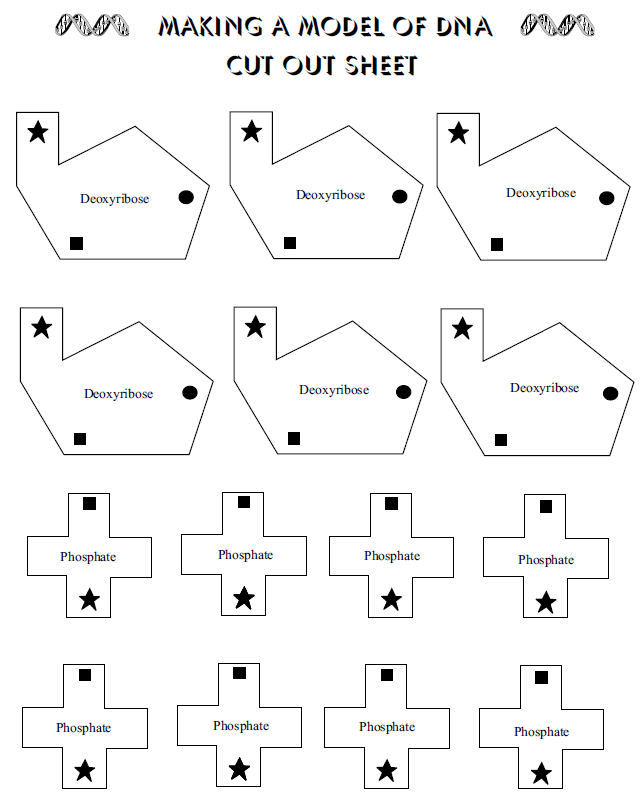 MAKING A MODEL OF DNA
CUT OUT SHEET
Deoxyribose
Deoxyribose
Deoxyribose
Deoxyribose
Deoxyribose
Deoxyribose
Phosphate
Phosphate
Phosphate
Phosphate
Phosphate
Phosphate
Phosphate
Phosphate